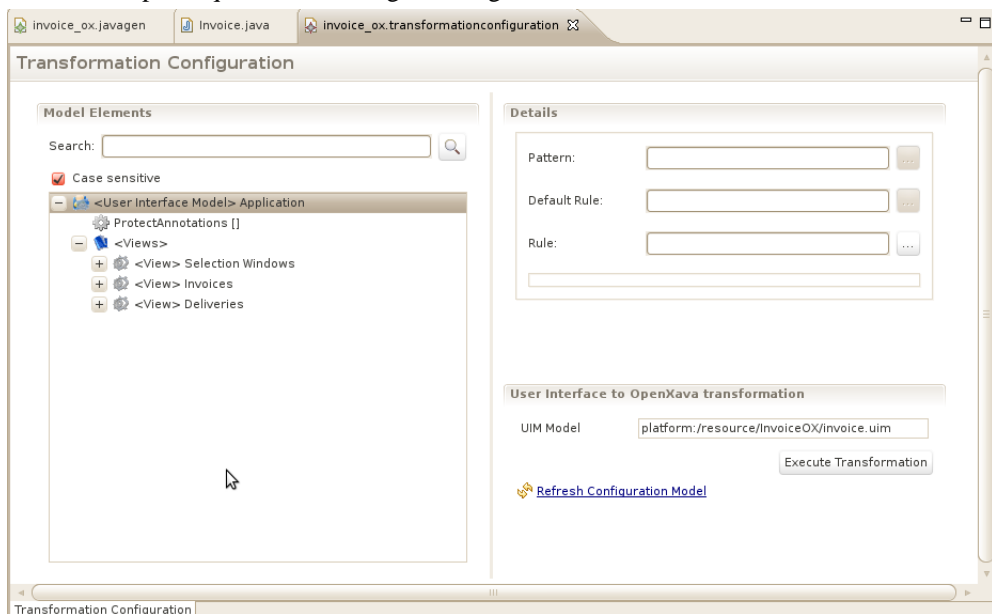 invoice_ox.javagen Invoice.java invoice_ox.transformationconfiguration
Transformation Configuration
Model Elements
Search:
Case sensitive
<User Interface Model> Application
ProtectAnnotations []
<Views>
<View> Selection Windows
<View> Invoices
<View> Deliveries
Details
Pattern: ...
Default Rule: ...
Rule: ...
User Interface to OpenXava transformation
UIM Model platform:/resource/InvoiceOX/invoice.uim
Execute Transformation
Refresh Configuration Model
Transformation Configuration